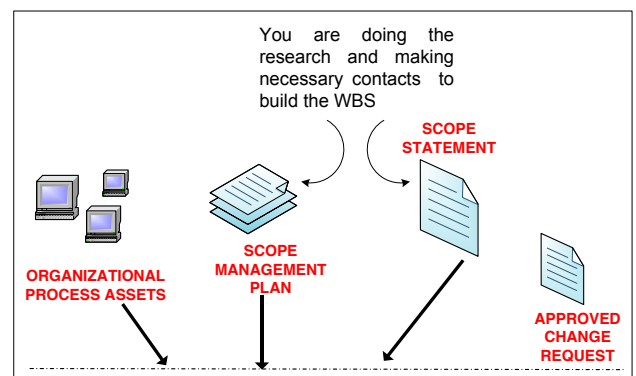 You are doing the
research and making
necessary contacts to
build the WBS
SCOPE
STATEMENT
ORGANIZATIONAL
PROCESS ASSETS
SCOPE
MANAGEMENT
PLAN
APPROVED
CHANGE
REQUEST